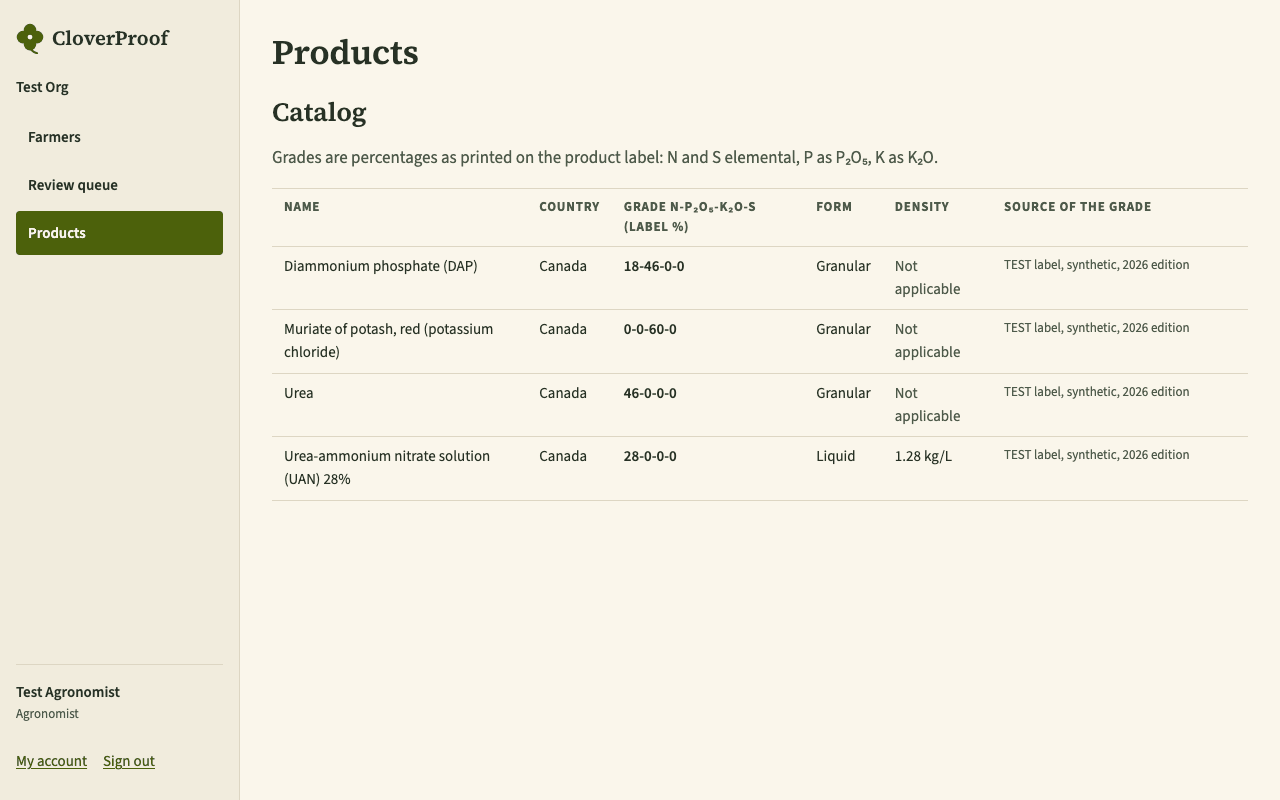 CloverProof
Test Org
Farmers
Review queue
Products
Test Agronomist
Agronomist
My account Sign out
Products
Catalog
Grades are percentages as printed on the product label: N and S elemental, P as P₂O₅, K as K₂O.
NAME COUNTRY GRADE N-P₂O₅-K₂O-S (LABEL %) FORM DENSITY SOURCE OF THE GRADE
Diammonium phosphate (DAP) Canada 18-46-0-0 Granular Not applicable TEST label, synthetic, 2026 edition
Muriate of potash, red (potassium chloride) Canada 0-0-60-0 Granular Not applicable TEST label, synthetic, 2026 edition
Urea Canada 46-0-0-0 Granular Not applicable TEST label, synthetic, 2026 edition
Urea-ammonium nitrate solution (UAN) 28% Canada 28-0-0-0 Liquid 1.28 kg/L TEST label, synthetic, 2026 edition